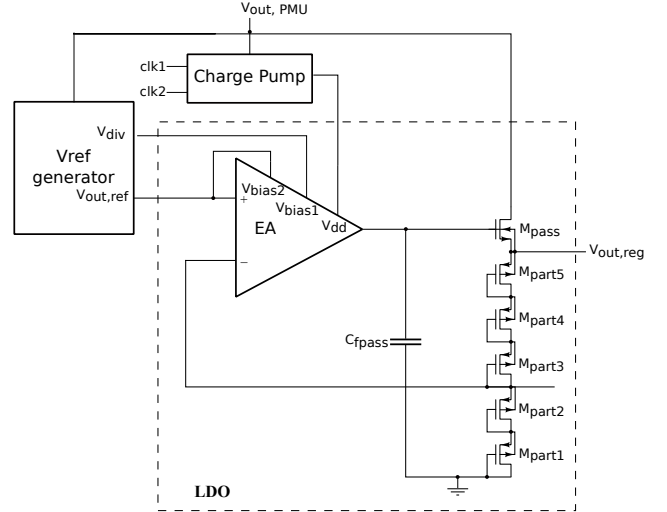 Vout, PMU
clk1
clk2
Charge Pump
Vdiv
Vref
generator
Vout,ref
Vbias2
+
Vbias1
EA
Vdd
−
Mpass
Vout,reg
Mpart5
Mpart4
Cfpass
Mpart3
Mpart2
Mpart1
LDO